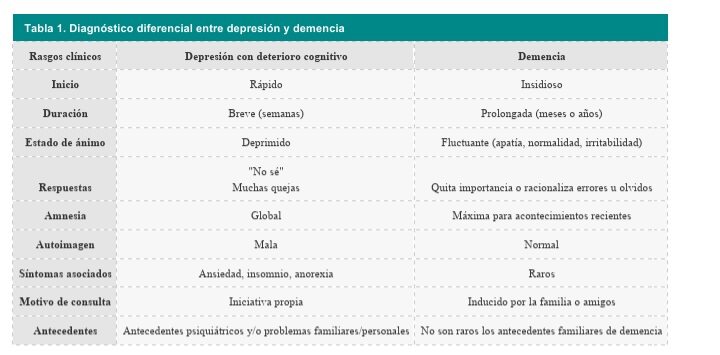 Tabla 1. Diagnóstico diferencial entre depresión y demencia
Rasgos clínicos Depresión con deterioro cognitivo Demencia
Inicio Rápido Insidioso
Duración Breve (semanas) Prolongada (meses o años)
Estado de ánimo Deprimido Fluctuante (apatía, normalidad, irritabilidad)
"No sé"
Respuestas Muchas quejas Quita importancia o racionaliza errores u olvidos
Amnesia Global Máxima para acontecimientos recientes
Autoimagen Mala Normal
Síntomas asociados Ansiedad, insomnio, anorexia Raros
Motivo de consulta Iniciativa propia Inducido por la familia o amigos
Antecedentes Antecedentes psiquiátricos y/o problemas familiares/personales No son raros los antecedentes familiares de demencia